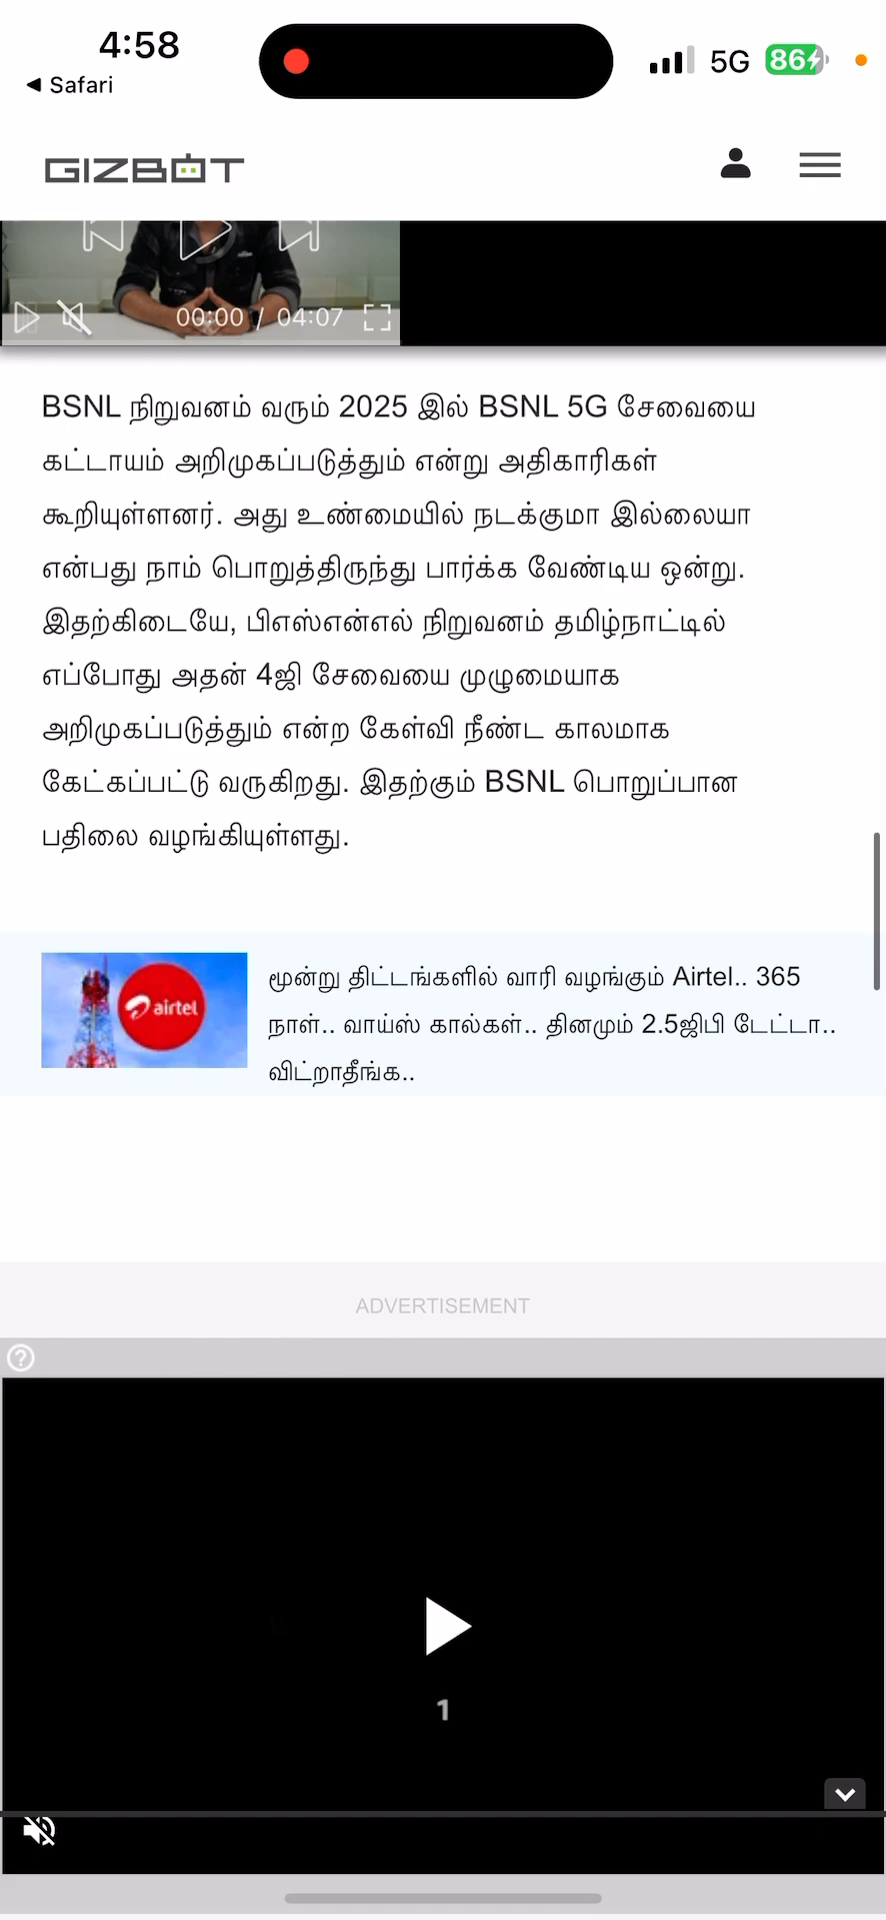 4:58
5G
86
◀ Safari
GIZBOT
00:00 / 04:07
BSNL நிறுவனம் வரும் 2025 இல் BSNL 5G சேவையை
கட்டாயம் அறிமுகப்படுத்தும் என்று அதிகாரிகள்
கூறியுள்ளனர். அது உண்மையில் நடக்குமா இல்லையா
என்பது நாம் பொறுத்திருந்து பார்க்க வேண்டிய ஒன்று.
இதற்கிடையே, பிஎஸ்என்எல் நிறுவனம் தமிழ்நாட்டில்
எப்போது அதன் 4ஜி சேவையை முழுமையாக
அறிமுகப்படுத்தும் என்ற கேள்வி நீண்ட காலமாக
கேட்கப்பட்டு வருகிறது. இதற்கும் BSNL பொறுப்பான
பதிலை வழங்கியுள்ளது.
airtel
மூன்று திட்டங்களில் வாரி வழங்கும் Airtel.. 365
நாள்.. வாய்ஸ் கால்கள்.. தினமும் 2.5ஜிபி டேட்டா..
விட்றாதீங்க..
ADVERTISEMENT
1